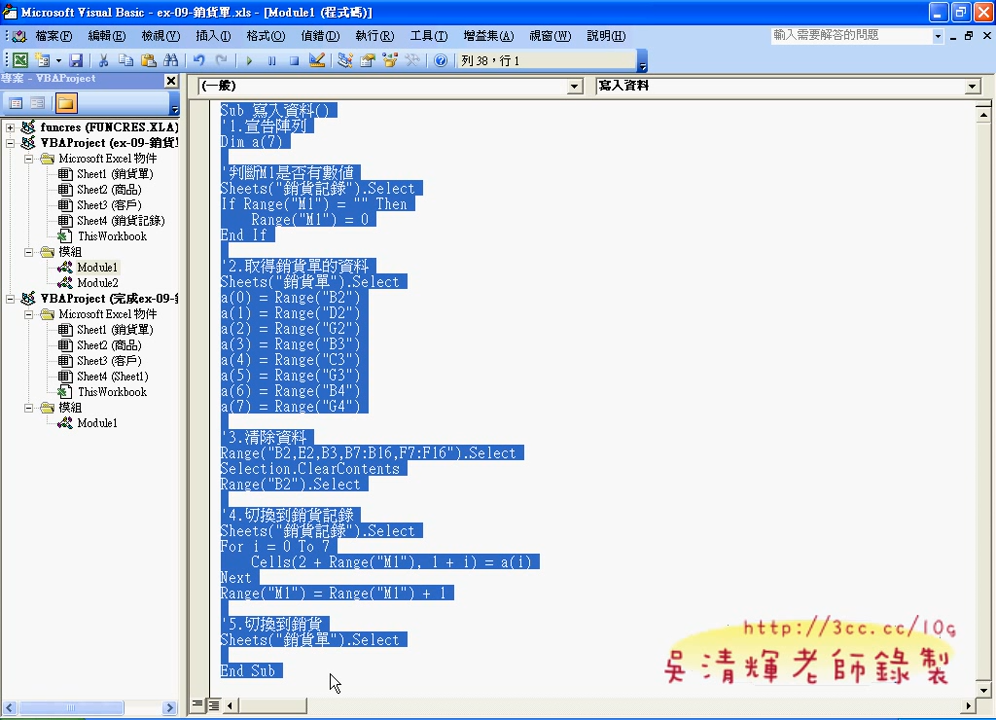 Microsoft Visual Basic - ex-09-銷貨單.xls - [Module1 (程式碼)]
檔案(F) 編輯(E) 檢視(V) 插入(I) 格式(O) 偵錯(D) 執行(R) 工具(T) 增益集(A) 視窗(W) 說明(H) 輸入需要解答的問題
列 38, 行 1
專案 - VBAProject
(一般) 寫入資料
funcres (FUNCRES.XLA)
VBAProject (ex-09-銷貨單
Microsoft Excel 物件
Sheet1 (銷貨單)
Sheet2 (商品)
Sheet3 (客戶)
Sheet4 (銷貨記錄)
ThisWorkbook
模組
Module1
Module2
VBAProject (完成ex-09-
Microsoft Excel 物件
Sheet1 (銷貨單)
Sheet2 (商品)
Sheet3 (客戶)
Sheet4 (Sheet1)
ThisWorkbook
模組
Module1
Sub 寫入資料()
'1.宣告陣列
Dim a(7)
'判斷M1是否有數值
Sheets("銷貨記錄").Select
If Range("M1") = "" Then
Range("M1") = 0
End If
'2.取得銷貨單的資料
Sheets("銷貨單").Select
a(0) = Range("B2")
a(1) = Range("D2")
a(2) = Range("G2")
a(3) = Range("B3")
a(4) = Range("C3")
a(5) = Range("G3")
a(6) = Range("B4")
a(7) = Range("G4")
'3.清除資料
Range("B2,E2,B3,B7:B16,F7:F16").Select
Selection.ClearContents
Range("B2").Select
'4.切換到銷貨記錄
Sheets("銷貨記錄").Select
For i = 0 To 7
Cells(2 + Range("M1"), 1 + i) = a(i)
Next
Range("M1") = Range("M1") + 1
'5.切換到銷貨
Sheets("銷貨單").Select
End Sub
http://3cc.cc/10g
吳清輝老師錄製